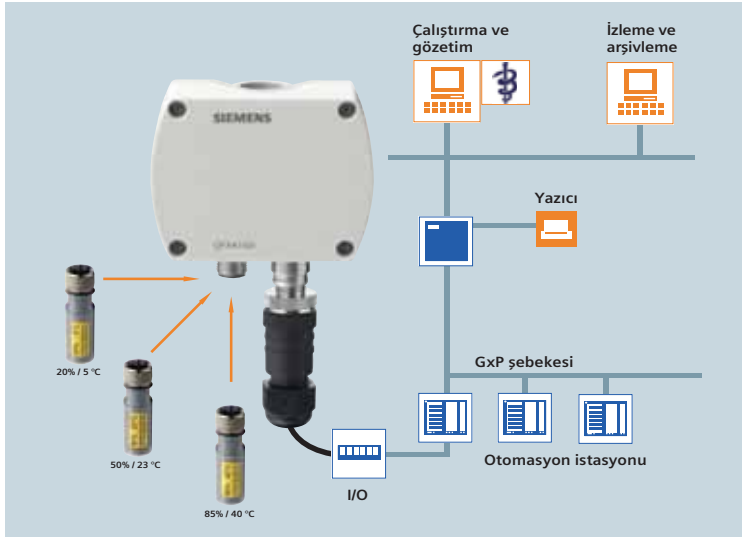 Çalıştırma ve
gözetim
İzleme ve
arşivleme
SIEMENS
Yazıcı
20% / 5 °C
GxP şebekesi
50% / 23 °C
Otomasyon istasyonu
I/O
85% / 40 °C